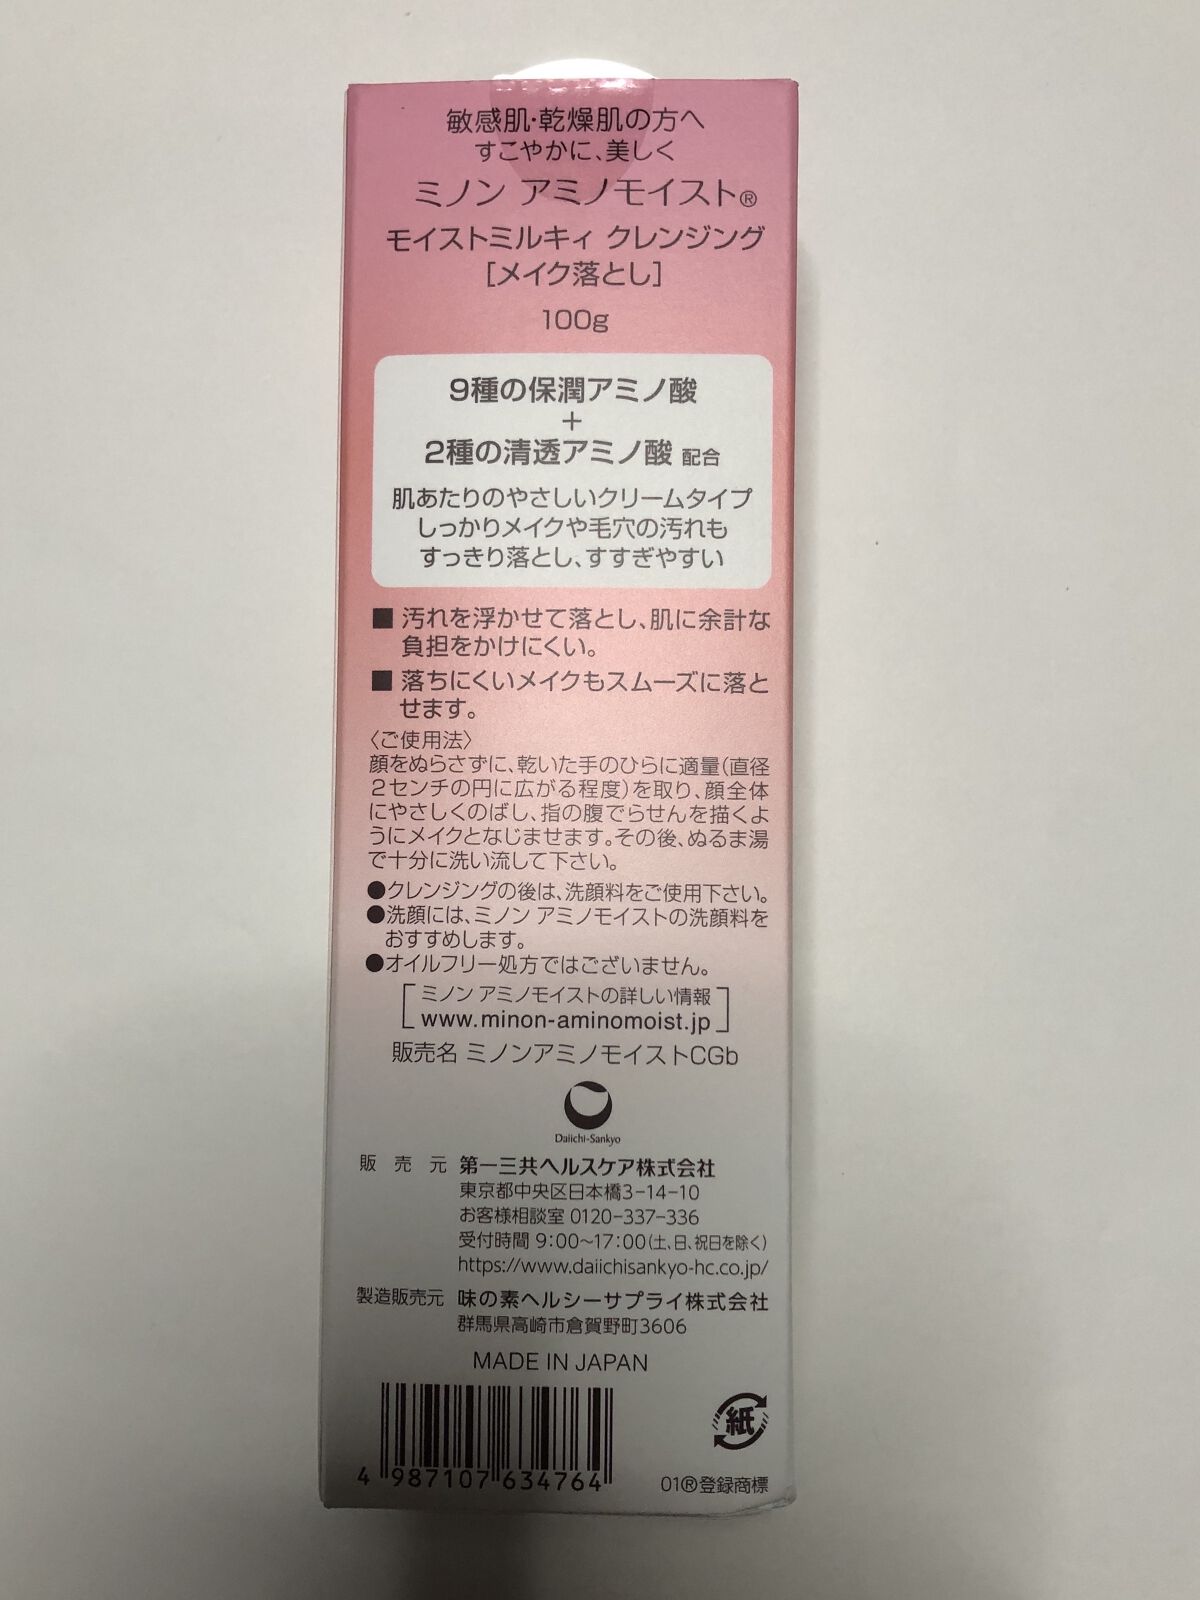 敏感肌・乾燥肌の方へ
すこやかに、美しく
ミノン アミノモイスト®
モイストミルキィ クレンジング
[メイク落とし]
100g
9種の保潤アミノ酸
+
2種の清透アミノ酸 配合
肌あたりのやさしいクリームタイプ
しっかりメイクや毛穴の汚れも
すっきり落とし、すすぎやすい
■ 汚れを浮かせて落とし、肌に余計な
負担をかけにくい。
■ 落ちにくいメイクもスムーズに落と
せます。
〈ご使用法〉
顔をぬらさずに、乾いた手のひらに適量(直径
2センチの円に広がる程度)を取り、顔全体
にやさしくのばし、指の腹でらせんを描くよ
うにメイクとなじませます。その後、ぬるま湯
で十分に洗い流して下さい。
●クレンジングの後は、洗顔料をご使用下さい。
●洗顔には、ミノン アミノモイストの洗顔料を
おすすめします。
●オイルフリー処方ではございません。
ミノン アミノモイストの詳しい情報
www.minon-aminomoist.jp
販売名 ミノンアミノモイストCGb
Daiichi-Sankyo
販売元 第一三共ヘルスケア株式会社
東京都中央区日本橋3-14-10
お客様相談室 0120-337-336
受付時間 9:00〜17:00(土、日、祝日を除く)
https://www.daiichisankyo-hc.co.jp/
製造販売元 味の素ヘルシーサプライ株式会社
群馬県高崎市倉賀野町3606
MADE IN JAPAN
紙
4 987107 634764
01®登録商標